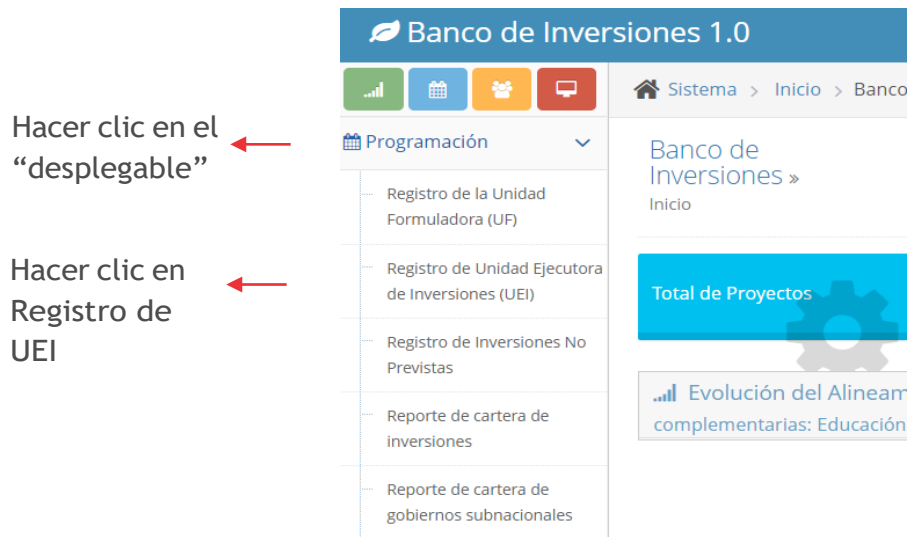 Banco de Inversiones 1.0
Sistema > Inicio > Banco
Hacer clic en el
“desplegable”
Programación
Banco de
Inversiones »
Inicio
Registro de la Unidad
Formuladora (UF)
Hacer clic en
Registro de
UEI
Registro de Unidad Ejecutora
de Inversiones (UEI)
Total de Proyectos
Registro de Inversiones No
Previstas
Evolución del Alineam
complementarias: Educación
Reporte de cartera de
inversiones
Reporte de cartera de
gobiernos subnacionales